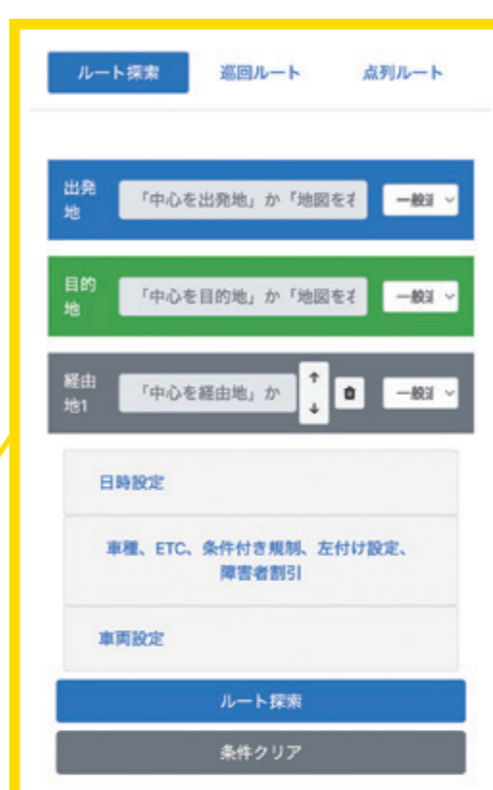 ルート探索 巡回ルート 点列ルート
出発
地
「中心を出発地」か「地図を
一般
目的
地
「中心を目的地」か「地図を
一般
経由
地1
「中心を経由地」か
↑
↓
一般
日時設定
車種、ETC、条件付き規制、左付け設定、
障害者割引
車両設定
ルート探索
条件クリア